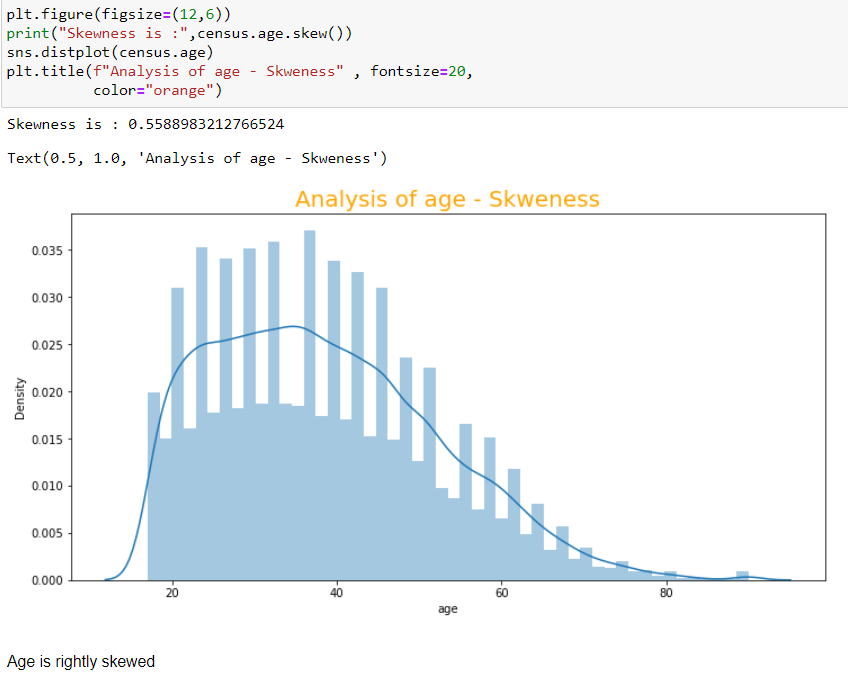 plt.figure(figsize=(12,6))
print("Skewness is :",census.age.skew())
sns.distplot(census.age)
plt.title(f"Analysis of age - Skweness" , fontsize=20,
          color="orange")
Skewness is : 0.5588983212766524
Text(0.5, 1.0, 'Analysis of age - Skweness')
Analysis of age - Skweness
0.035
0.030
0.025
0.020
0.015
0.010
0.005
0.000
Density
20 40 60 80
age
Age is rightly skewed